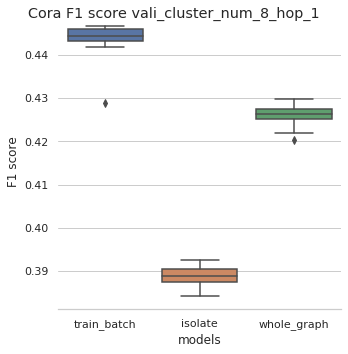 Cora F1 score vali_cluster_num_8_hop_1
0.44
0.43
0.42
0.41
0.40
0.39
F1 score
train_batch isolate whole_graph
models